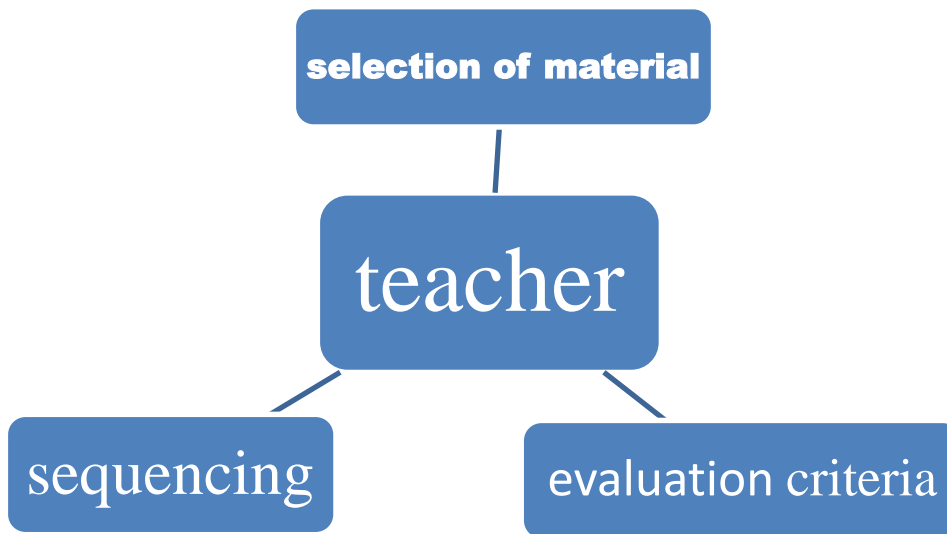 selection of material
teacher
sequencing
evaluation criteria